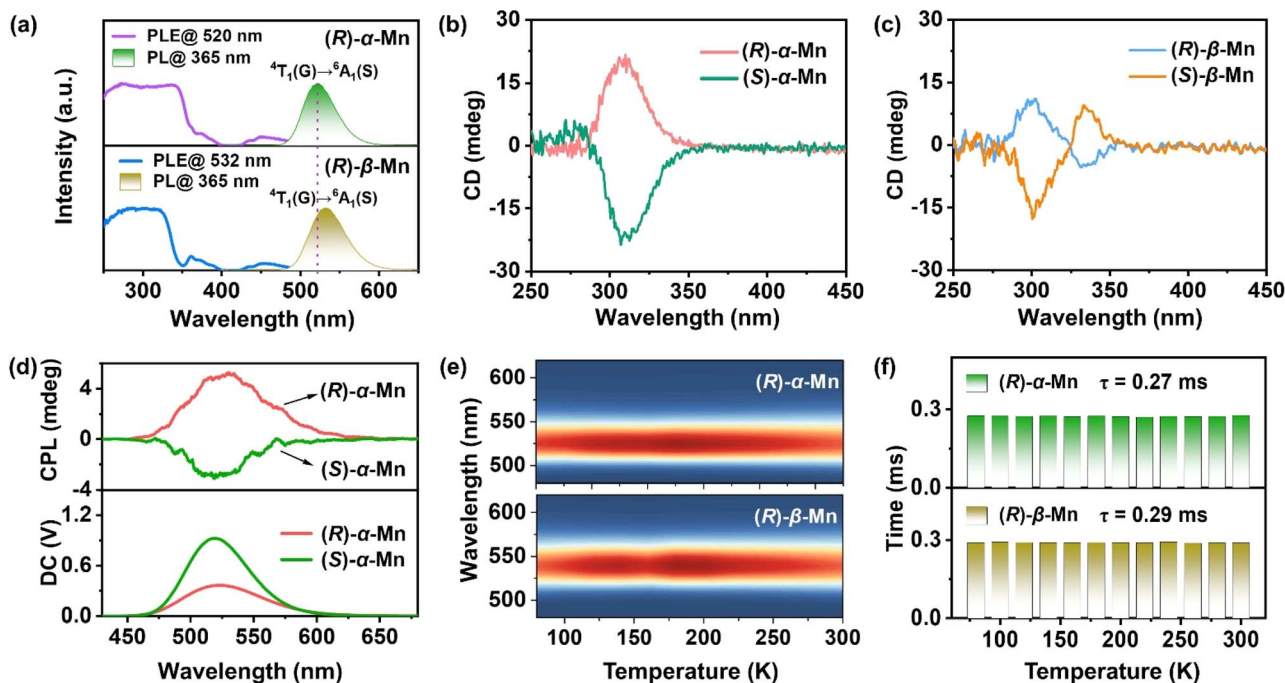 (a)
PLE@ 520 nm
PL@ 365 nm
(R)-α-Mn
⁴T₁(G)→⁶A₁(S)
PLE@ 532 nm
PL@ 365 nm
(R)-β-Mn
⁴T₁(G)→⁶A₁(S)
Intensity (a.u.)
300 400 500 600
Wavelength (nm)
(b)
(R)-α-Mn
(S)-α-Mn
CD (mdeg)
30
15
0
-15
-30
250 300 350 400 450
Wavelength (nm)
(c)
(R)-β-Mn
(S)-β-Mn
CD (mdeg)
30
15
0
-15
-30
250 300 350 400 450
Wavelength (nm)
(d)
CPL (mdeg)
4
0
-4
(R)-α-Mn
(S)-α-Mn
DC (V)
1.2
0.6
0.0
(R)-α-Mn
(S)-α-Mn
450 500 550 600 650
Wavelength (nm)
(e)
Wavelength (nm)
600
550
500
(R)-α-Mn
600
550
500
(R)-β-Mn
100 150 200 250 300
Temperature (K)
(f)
Time (ms)
(R)-α-Mn τ = 0.27 ms
0.3
0.0
(R)-β-Mn τ = 0.29 ms
0.3
0.0
100 150 200 250 300
Temperature (K)